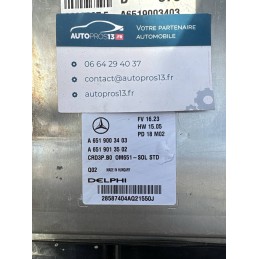 A6519003403
AUTOPROS13.FR
VOTRE PARTENAIRE
AUTOMOBILE
06 64 29 40 37
contact@autopros13.fr
autopros13.fr
FV 16.23
HW 15.05
PD 18 M02
A 651 900 34 03
A 651 901 35 02
CRD3P.B0 OM651-SOL STD
Q02 MADE IN HUNGARY
DELPHI
28587404AQ21550J